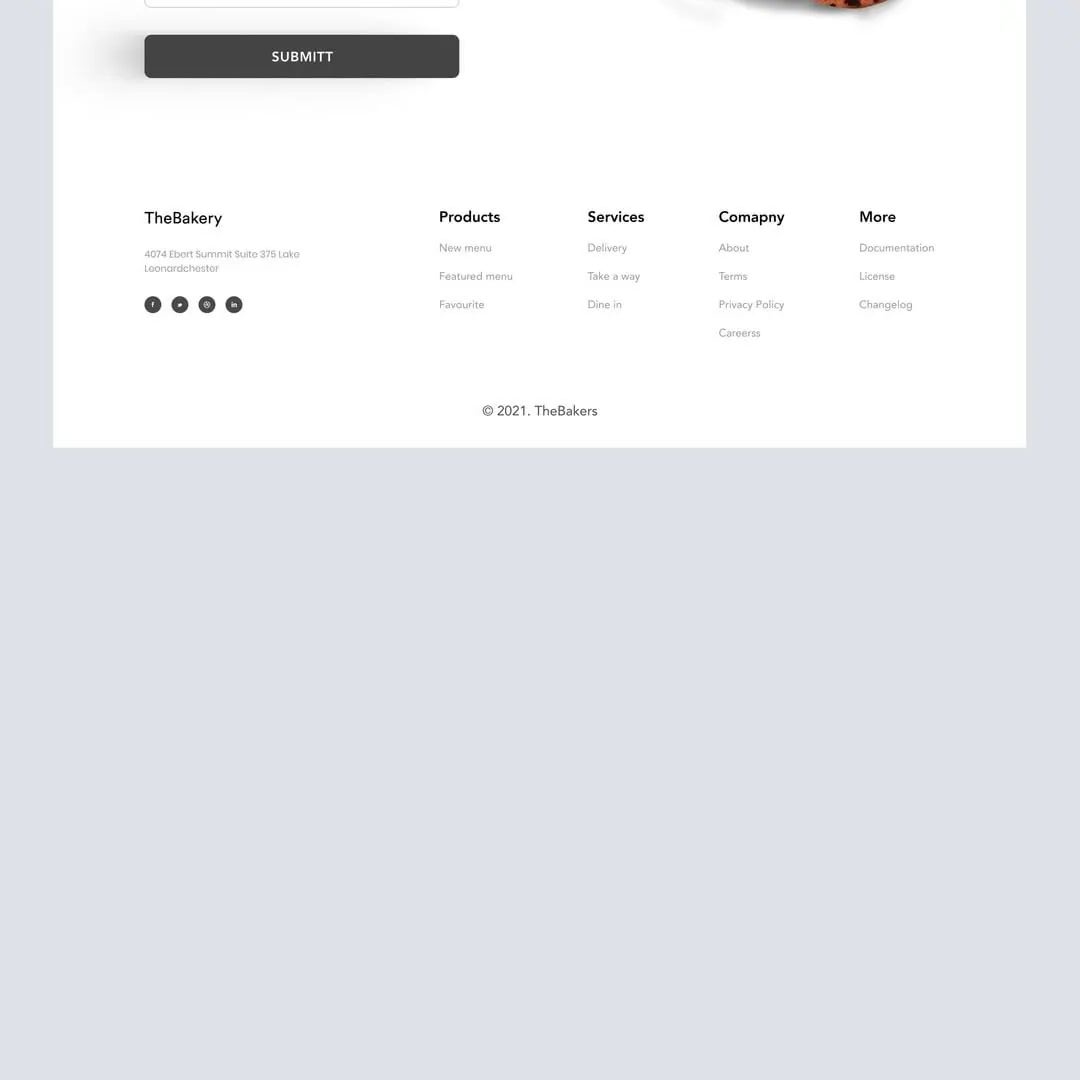 SUBMITT
TheBakery
4074 Ebert Summit Suite 375 Lake
Leonardchester
Products
New menu
Featured menu
Favourite
Services
Delivery
Take a way
Dine in
Comapny
About
Terms
Privacy Policy
Careerss
More
Documentation
License
Changelog
© 2021. TheBakers